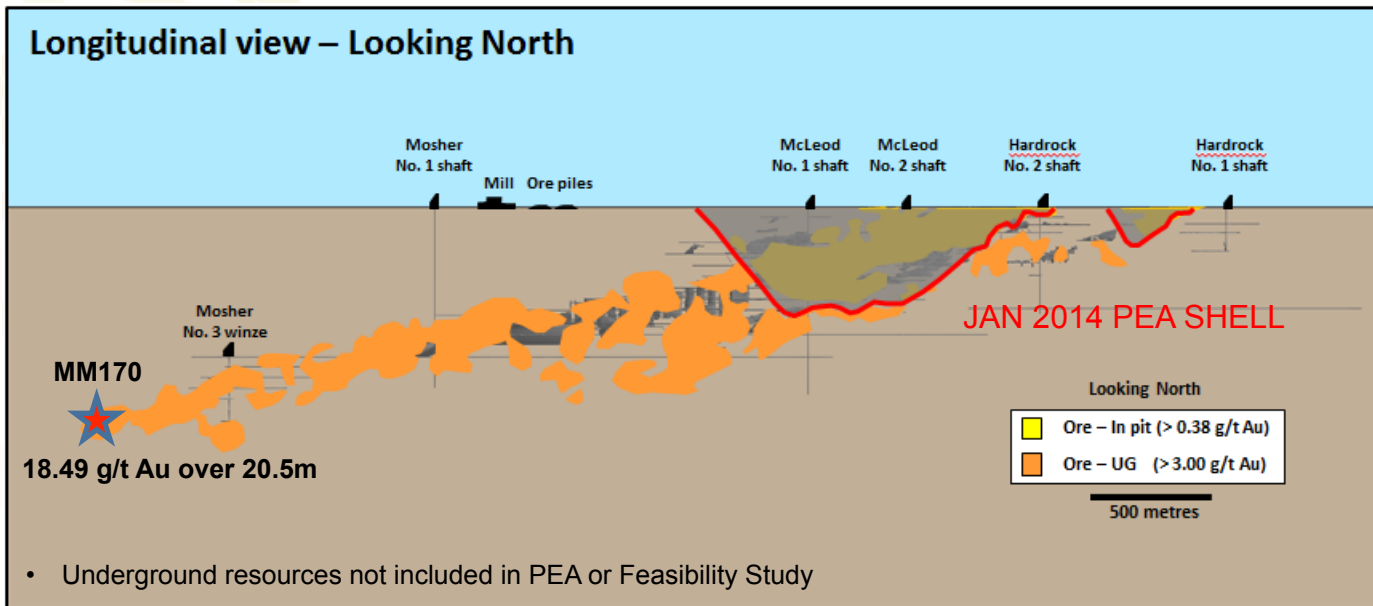 Longitudinal view – Looking North
Mosher
No. 1 shaft
Mill
Ore piles
McLeod
No. 1 shaft
McLeod
No. 2 shaft
Hardrock
No. 2 shaft
Hardrock
No. 1 shaft
Mosher
No. 3 winze
JAN 2014 PEA SHELL
MM170
18.49 g/t Au over 20.5m
Looking North
Ore – In pit (> 0.38 g/t Au)
Ore – UG (> 3.00 g/t Au)
500 metres
• Underground resources not included in PEA or Feasibility Study